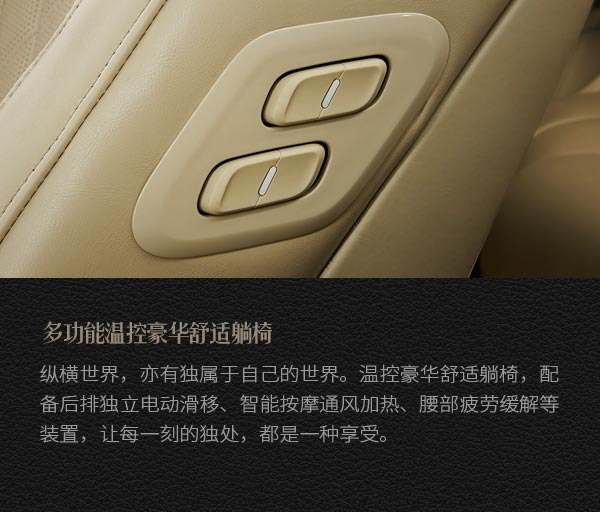 多功能温控豪华舒适躺椅
纵横世界，亦有独属于自己的世界。温控豪华舒适躺椅，配
备后排独立电动滑移、智能按摩通风加热、腰部疲劳缓解等
装置，让每一刻的独处，都是一种享受。